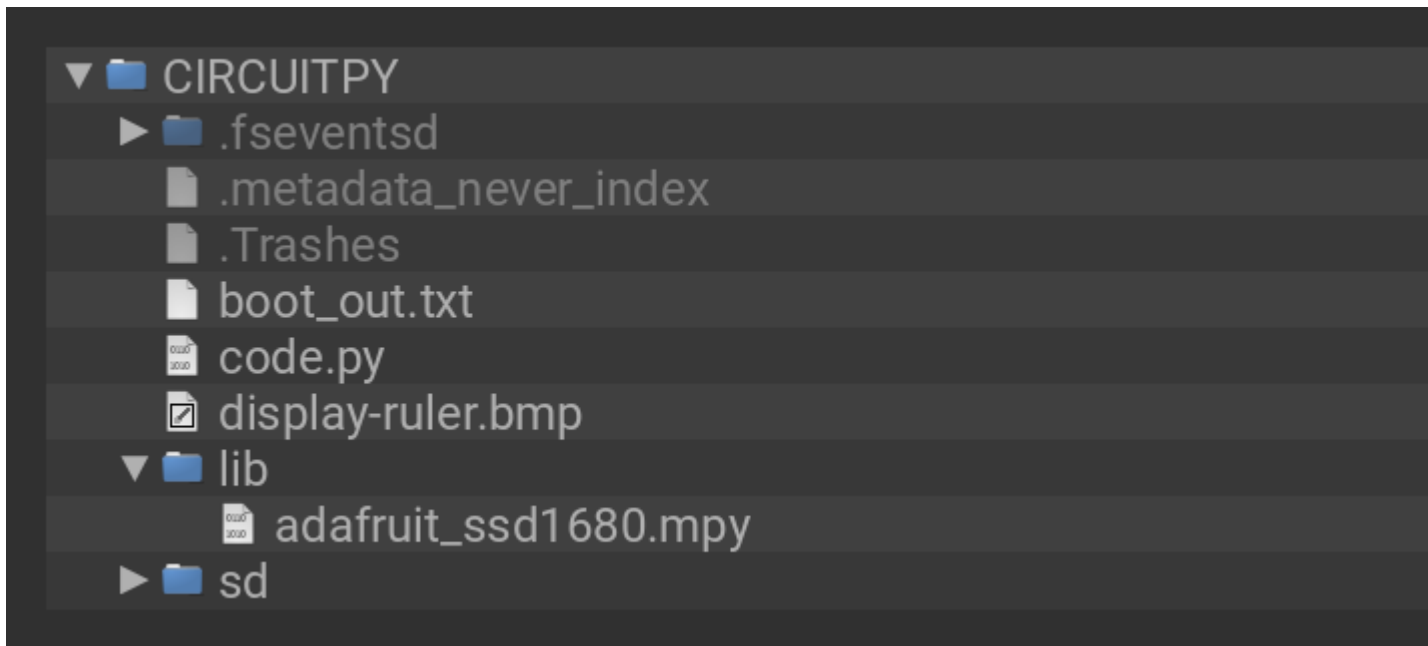 CIRCUITPY
.fseventsd
.metadata_never_index
.Trashes
boot_out.txt
code.py
display-ruler.bmp
lib
adafruit_ssd1680.mpy
sd